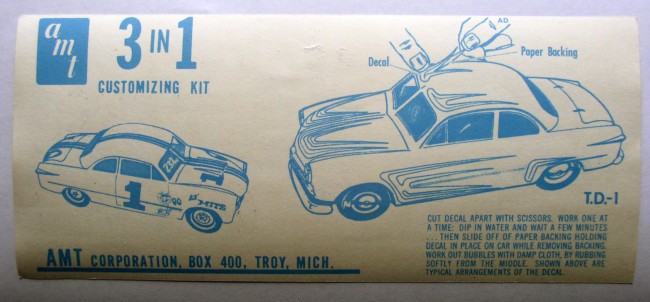 amt
3 IN 1
CUSTOMIZING KIT
Decal
Paper Backing
1
T.D.-1
CUT DECAL APART WITH SCISSORS. WORK ONE AT
A TIME: DIP IN WATER AND WAIT A FEW MINUTES
. . . THEN SLIDE OFF OF PAPER BACKING HOLDING
DECAL IN PLACE ON CAR WHILE REMOVING BACKING.
WORK OUT BUBBLES WITH DAMP CLOTH, BY RUBBING
SOFTLY FROM THE MIDDLE. SHOWN ABOVE ARE
TYPICAL ARRANGEMENTS OF THE DECAL.
AMT CORPORATION, BOX 400, TROY, MICH.